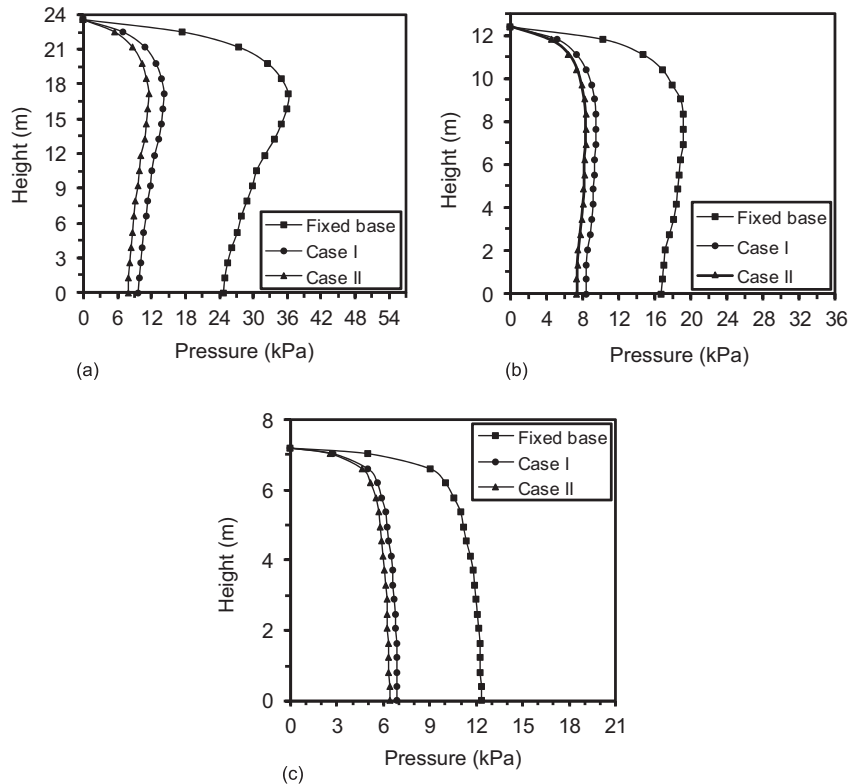 24
21
18
15
12
9
6
3
0
Height (m)
0 6 12 18 24 30 36 42 48 54
Pressure (kPa)
Fixed base
Case I
Case II
(a)
12
10
8
6
4
2
0
Height (m)
0 4 8 12 16 20 24 28 32 36
Pressure (kPa)
Fixed base
Case I
Case II
(b)
8
6
4
2
0
Height (m)
0 3 6 9 12 15 18 21
Pressure (kPa)
Fixed base
Case I
Case II
(c)